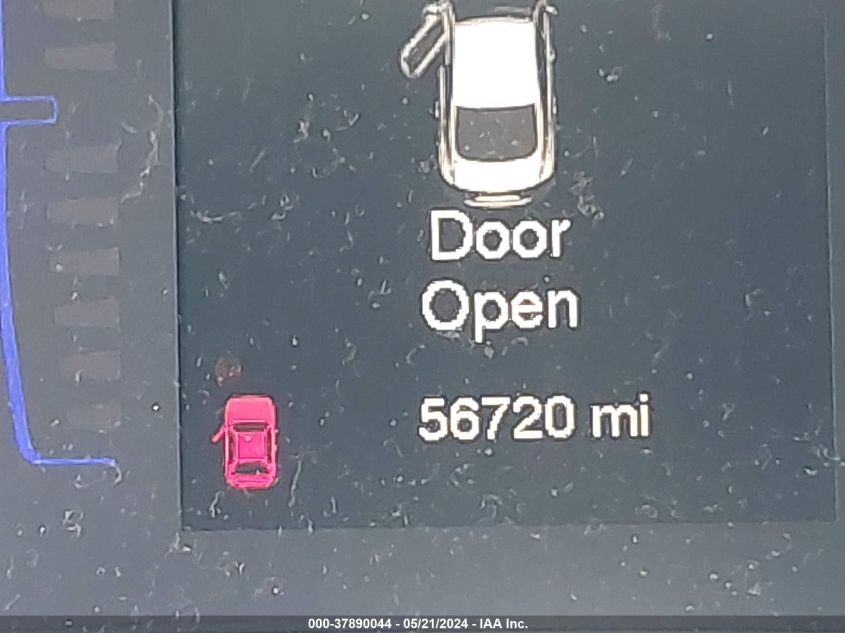 Door
Open
56720 mi
000-37890044 - 05/21/2024 - IAA Inc.